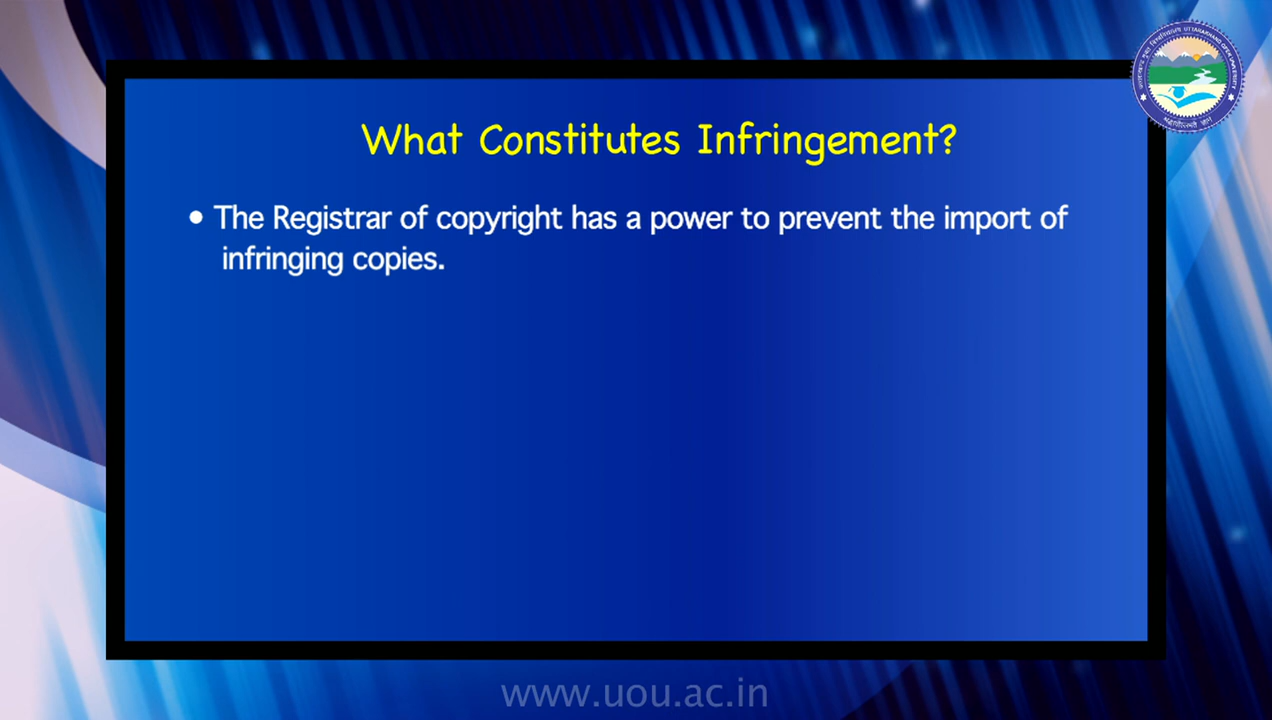 What Constitutes Infringement?
• The Registrar of copyright has a power to prevent the import of
infringing copies.
www.uou.ac.in